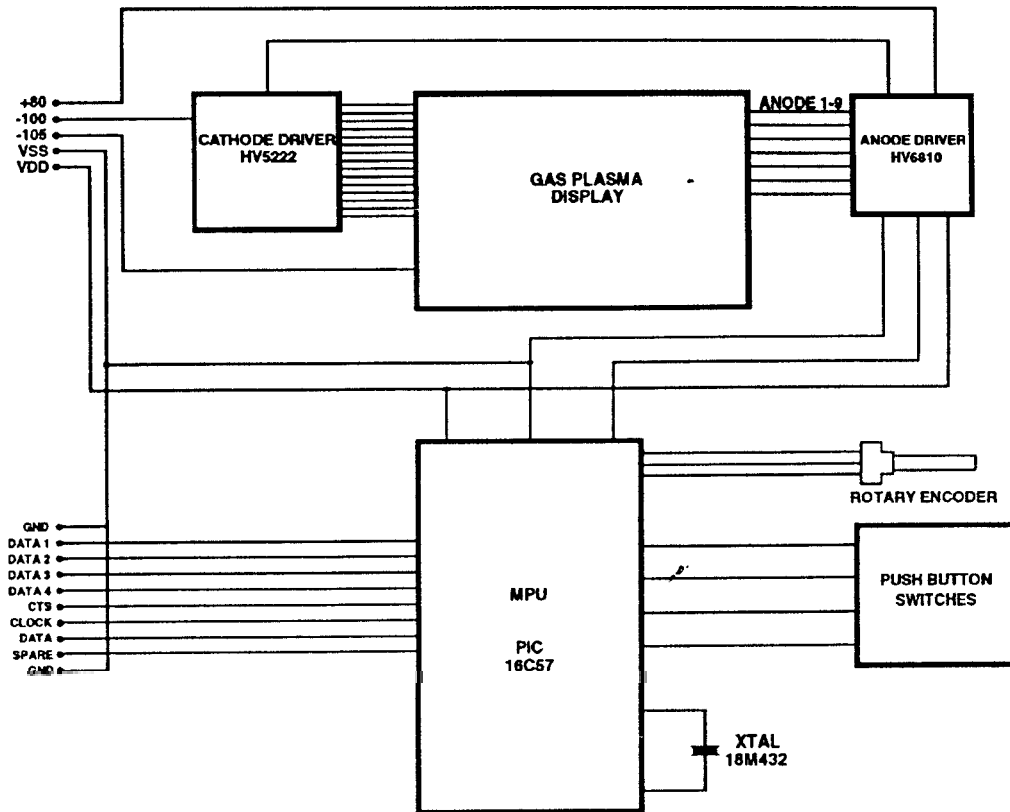 +80
-100
-105
VSS
VDD
CATHODE DRIVER
HV5222
GAS PLASMA
DISPLAY
ANODE 1-9
ANODE DRIVER
HV6810
ROTARY ENCODER
GND
DATA 1
DATA 2
DATA 3
DATA 4
CTS
CLOCK
DATA
SPARE
GND
MPU
PIC
16C57
PUSH BUTTON
SWITCHES
XTAL
18M432